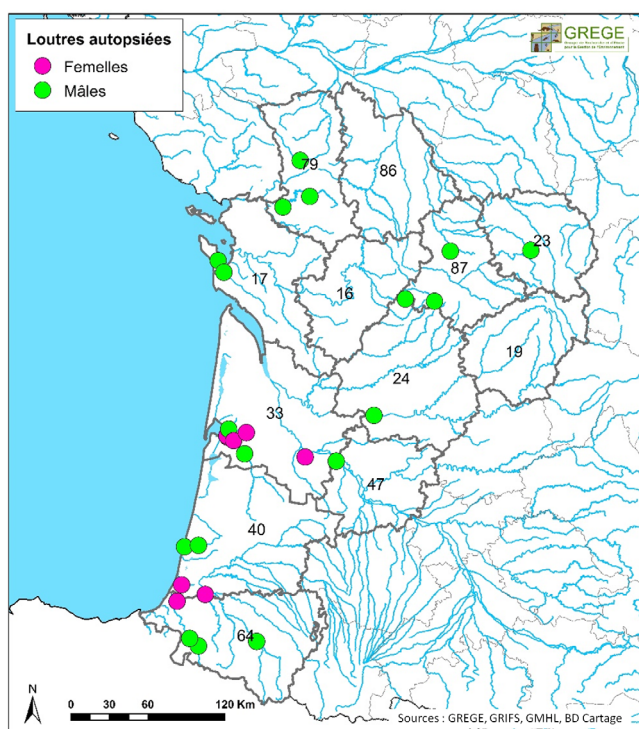 Loutres autopsiées
Femelles
Mâles
GREGE
79
86
23
87
17
16
19
24
33
47
40
64
N
0 30 60 120 Km
Sources : GREGE, GRIFS, GMHL, BD Cartage